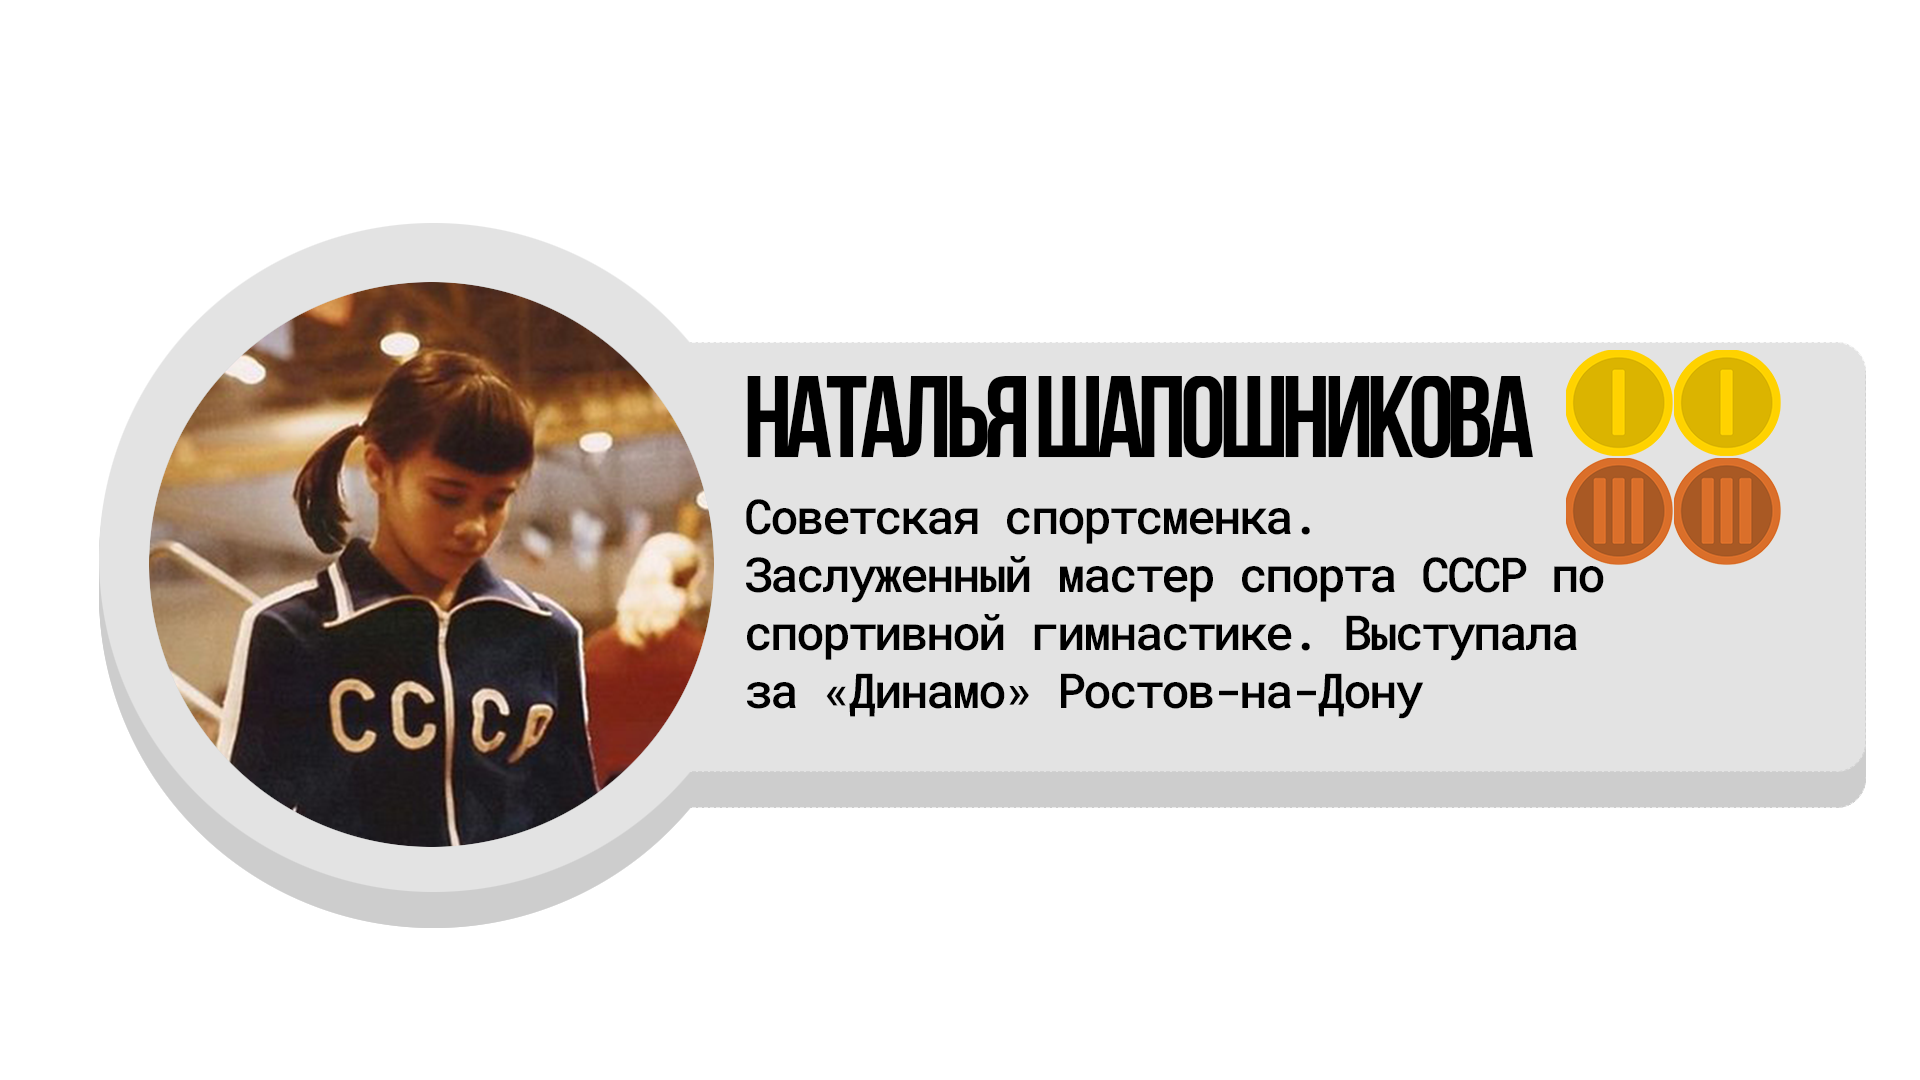 НАТАЛЬЯ ШАПОШНИКОВА
Советская спортсменка.
Заслуженный мастер спорта СССР по
спортивной гимнастике. Выступала
за «Динамо» Ростов-на-Дону
СССР